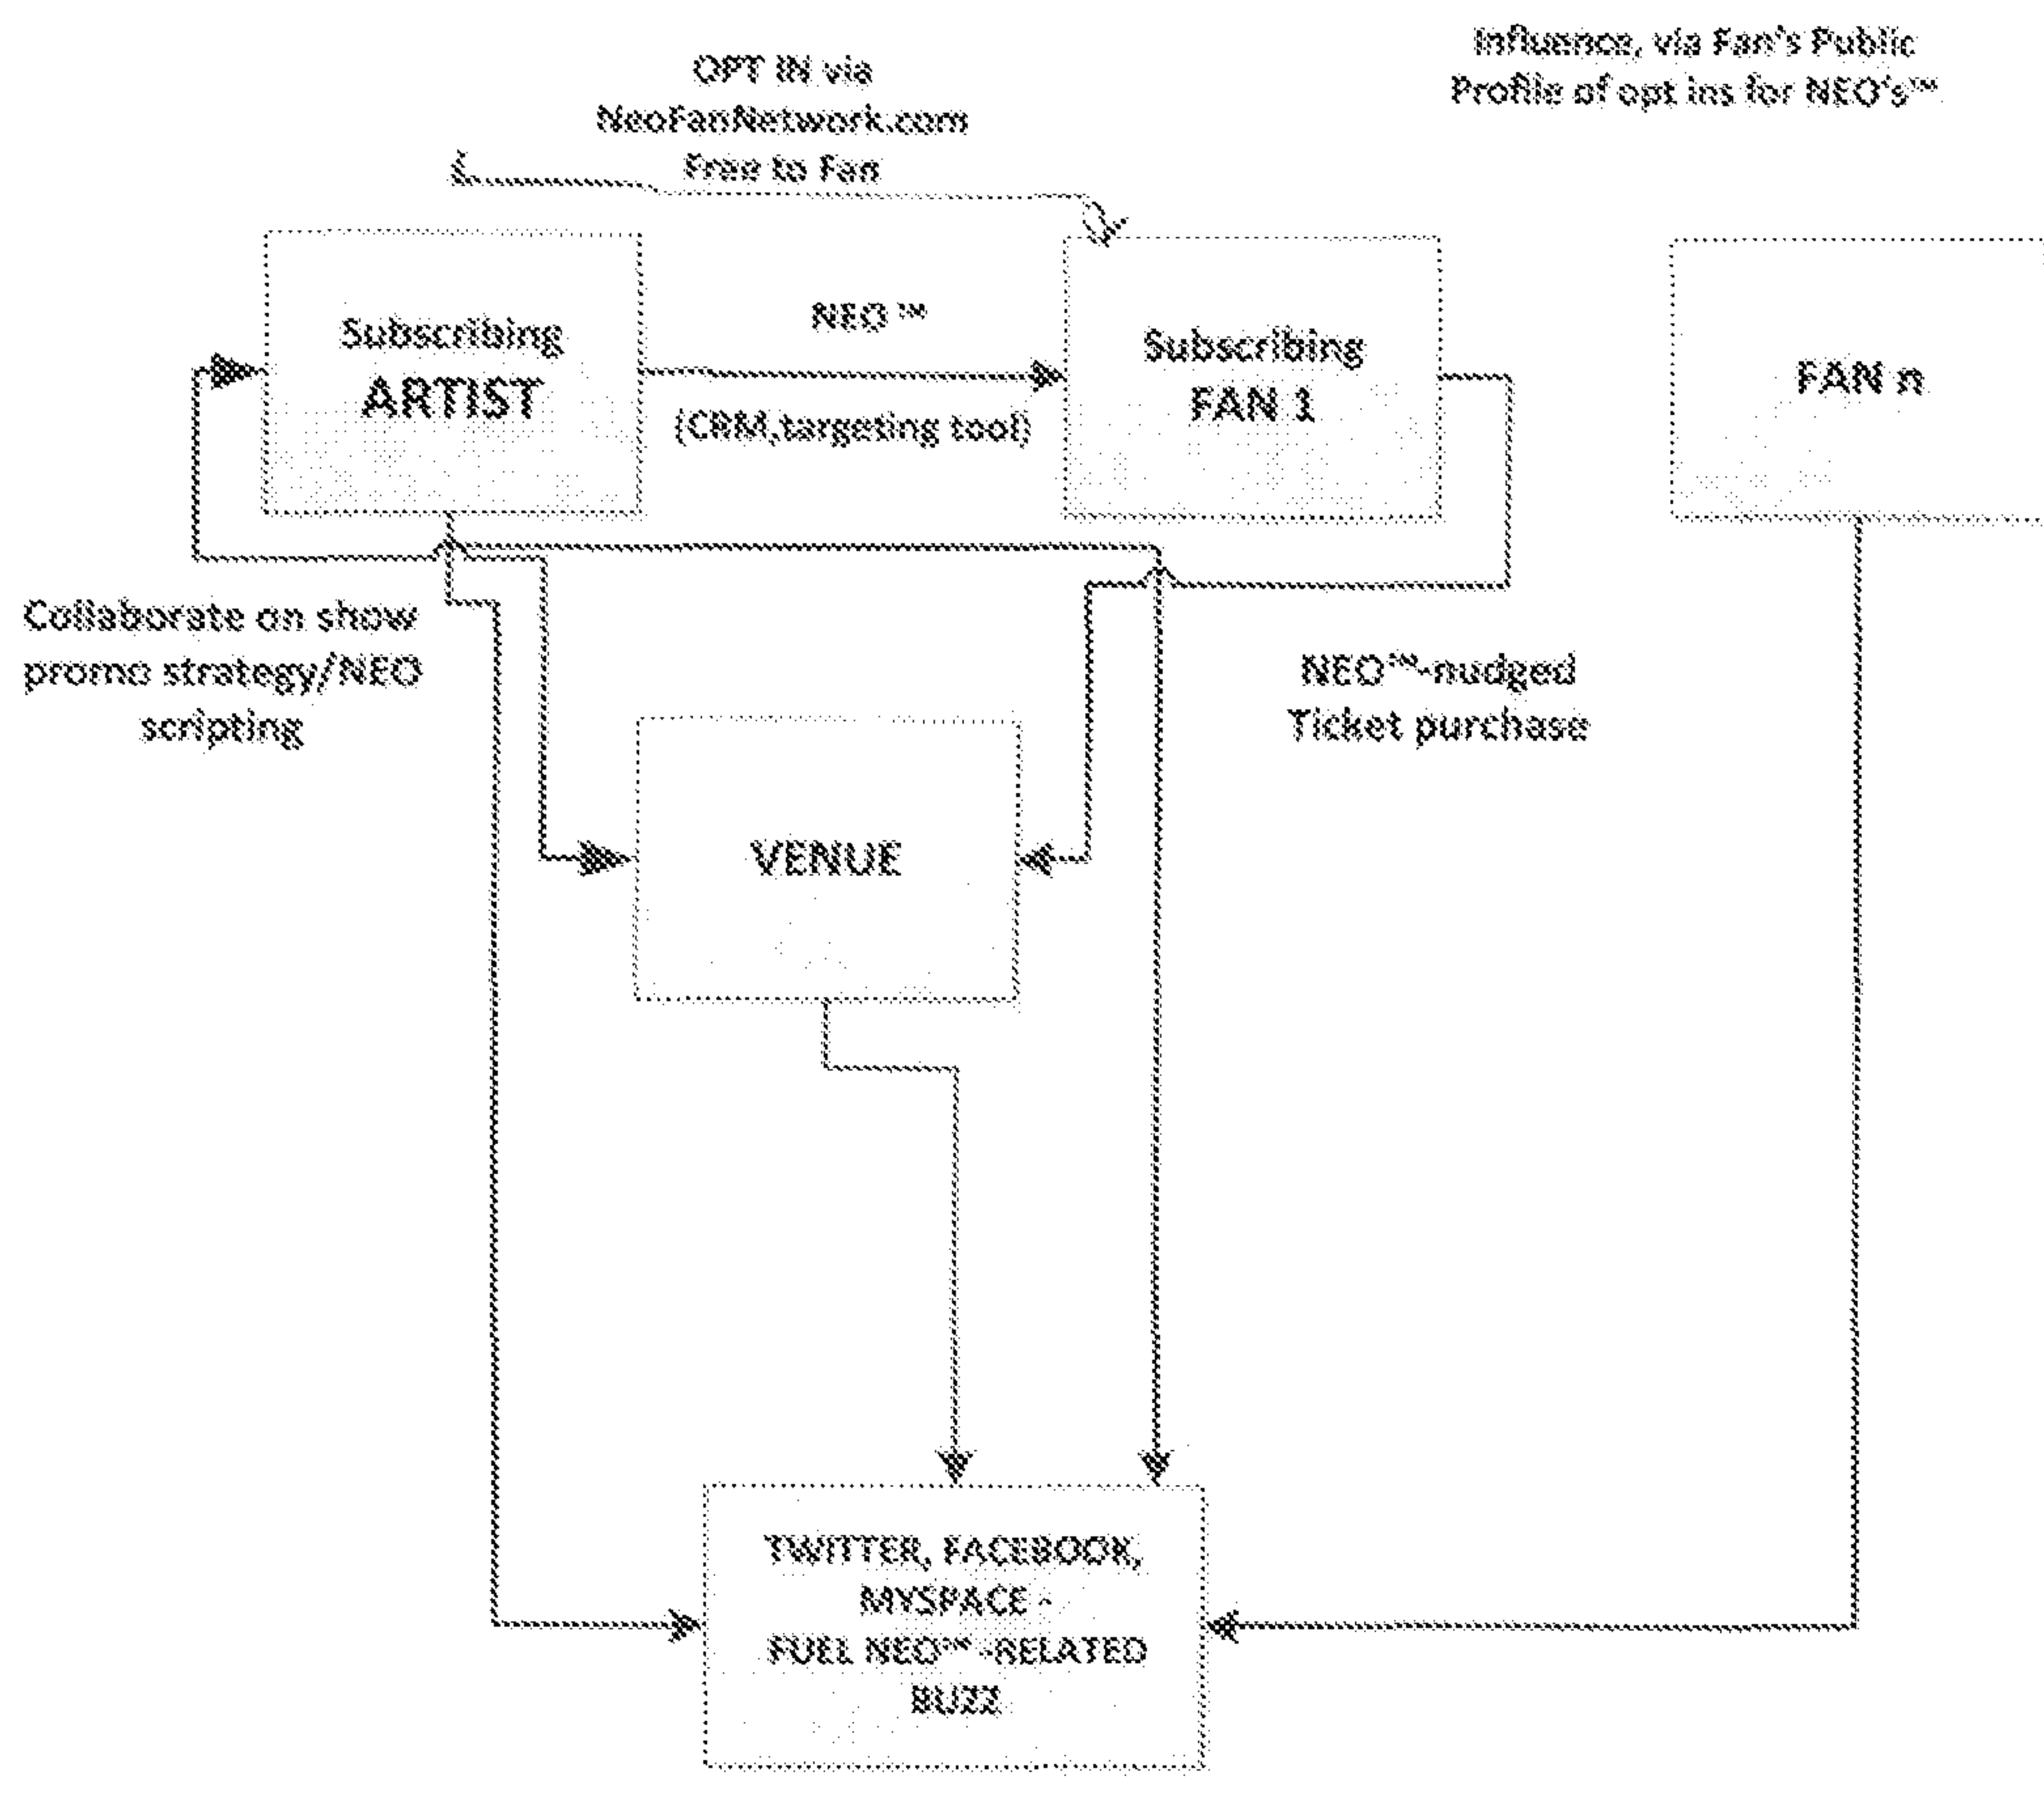 OPT IN via
NeoFanNetwork.com
Free to Fan
Influence, via Fan's Public
Profile of opt ins for NEO's™
Subscribing
ARTIST
NEO™
(CRM,targeting tool)
Subscribing
FAN 1
FAN n
Collaborate on show
promo strategy/NEO
scripting
NEO™-nudged
Ticket purchase
VENUE
TWITTER, FACEBOOK,
MYSPACE -
FUEL NEO™ -RELATED
BUZZ